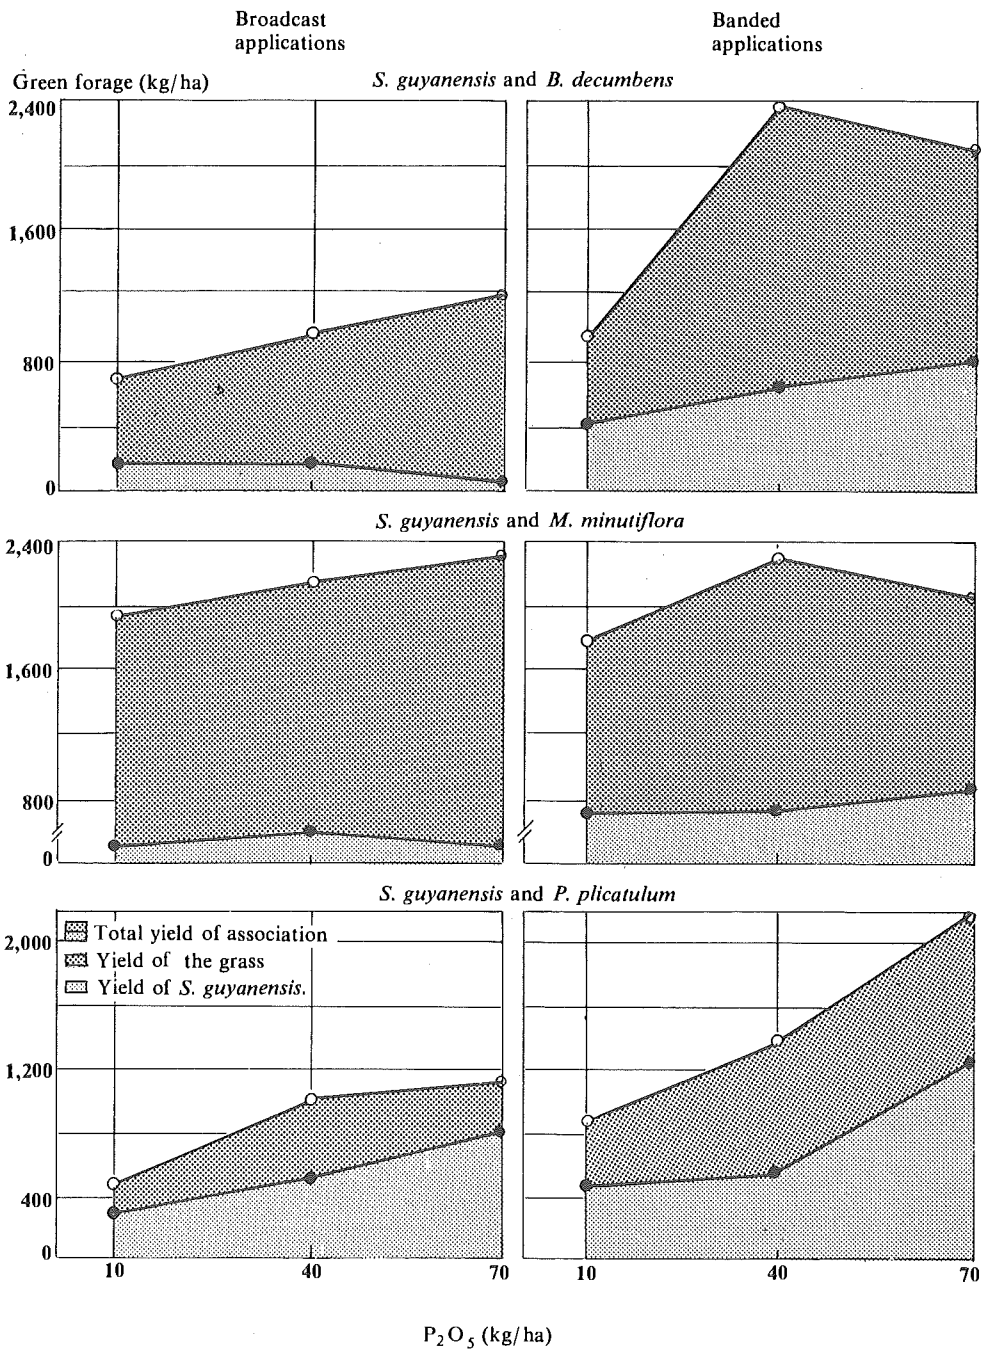 Broadcast
applications
Banded
applications
Green forage (kg/ha)
S. guyanensis and B. decumbens
2,400
1,600
800
0
S. guyanensis and M. minutiflora
2,400
1,600
800
0
S. guyanensis and P. plicatulum
Total yield of association
Yield of the grass
Yield of S. guyanensis.
2,000
1,200
400
0
10 40 70 10 40 70
P₂O₅ (kg/ha)